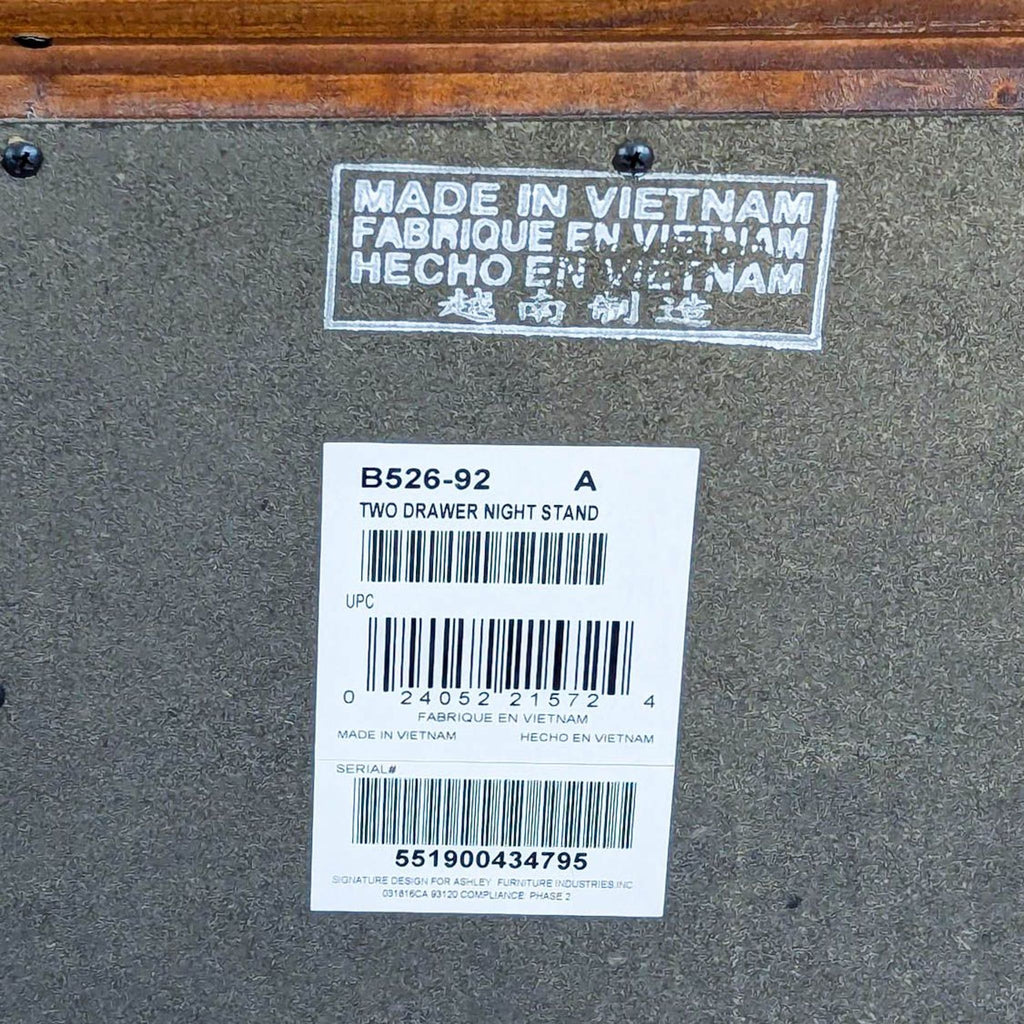 MADE IN VIETNAM
FABRIQUE EN VIETNAM
HECHO EN VIETNAM
越南制造
B526-92 A
TWO DRAWER NIGHT STAND
UPC
0 24052 21572 4
FABRIQUE EN VIETNAM
MADE IN VIETNAM HECHO EN VIETNAM
SERIAL#
551900434795
SIGNATURE DESIGN FOR ASHLEY FURNITURE INDUSTRIES.INC
031616CA 93120 COMPLIANCE PHASE 2